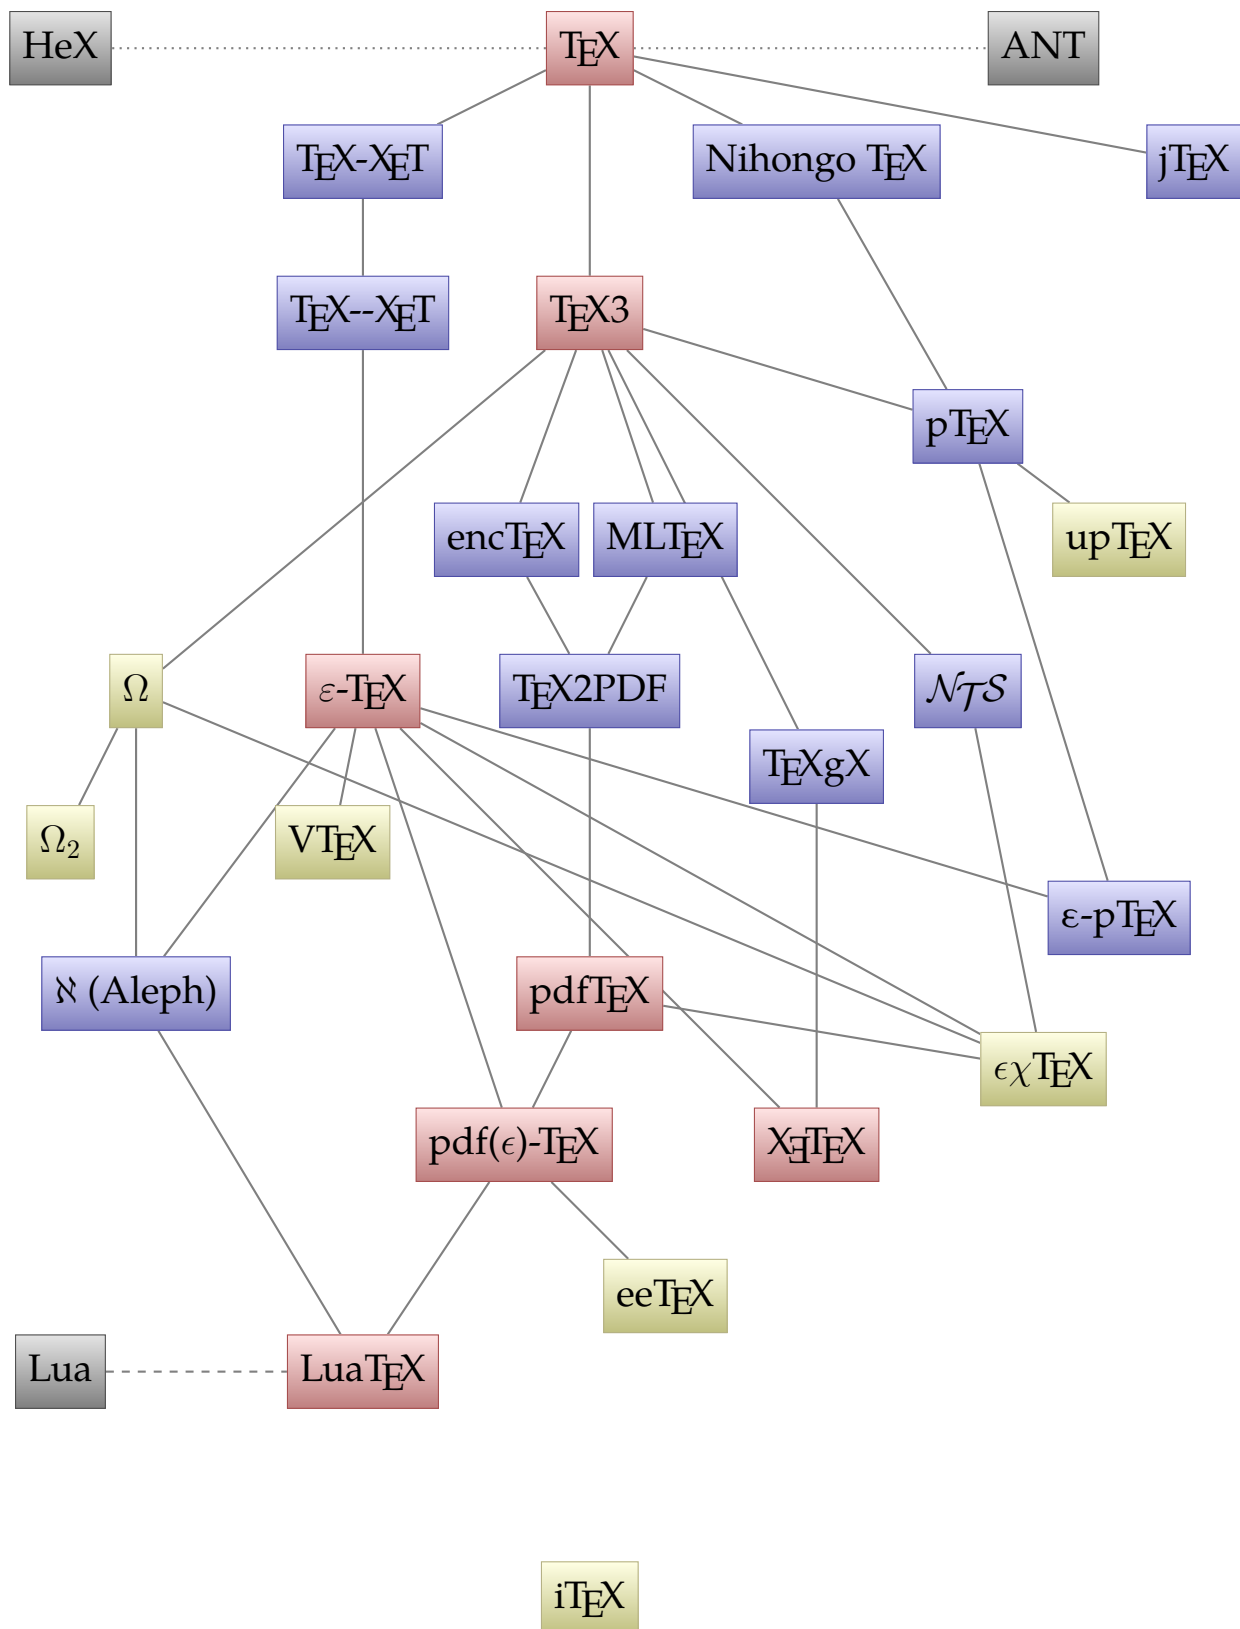 HeX
TEX
ANT
TEX-XET
Nihongo TEX
jTEX
TEX--XET
TEX3
pTEX
encTEX
MLTEX
upTEX
Ω
ε-TEX
TEX2PDF
NTS
TEXgX
Ω₂
VTEX
ε-pTEX
ℵ (Aleph)
pdfTEX
ϵχTEX
pdf(ϵ)-TEX
XƎTEX
eeTEX
Lua
LuaTEX
iTEX